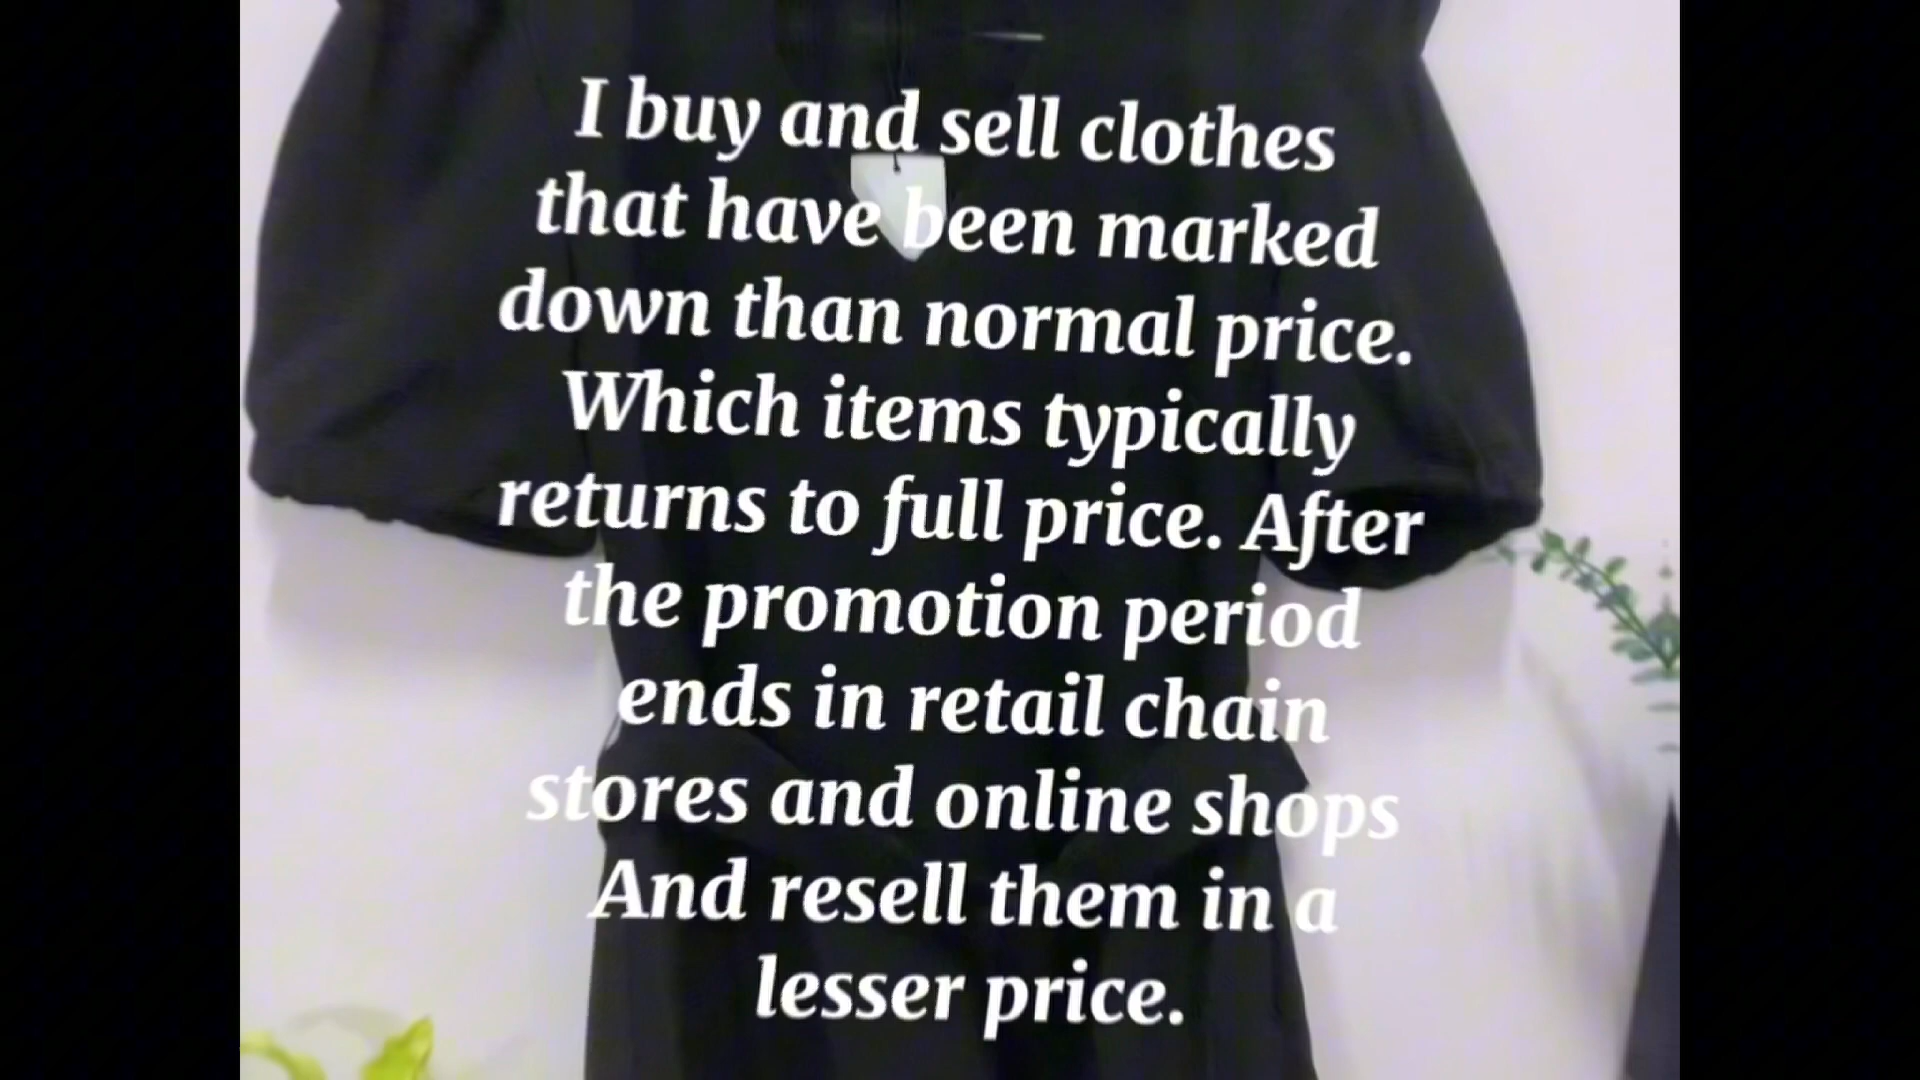 I buy and sell clothes
that have been marked
down than normal price.
Which items typically
returns to full price. After
the promotion period
ends in retail chain
stores and online shops
And resell them in a
lesser price.